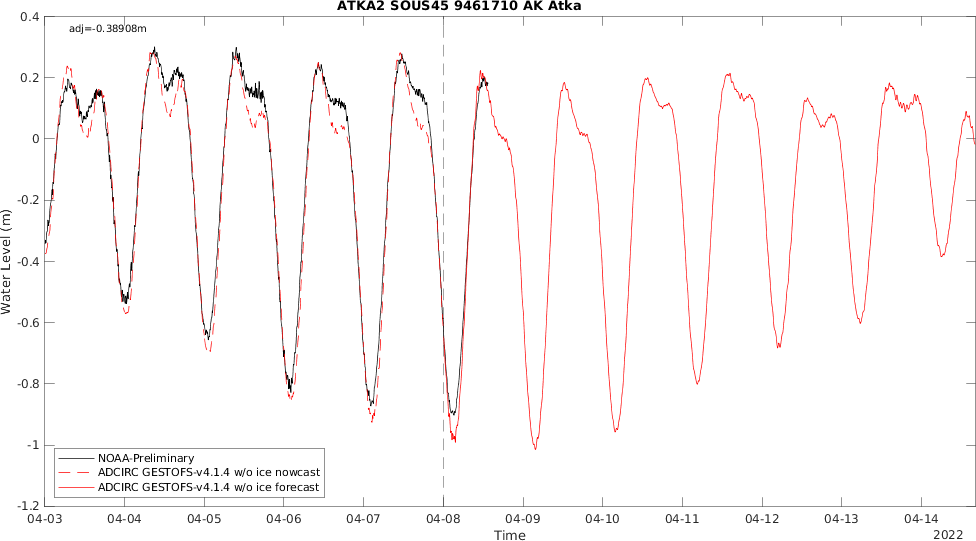 ATKA2 SOUS45 9461710 AK Atka
adj=-0.38908m
0.4
0.2
0
-0.2
-0.4
-0.6
-0.8
-1
-1.2
Water Level (m)
NOAA-Preliminary
ADCIRC GESTOFS-v4.1.4 w/o ice nowcast
ADCIRC GESTOFS-v4.1.4 w/o ice forecast
04-03 04-04 04-05 04-06 04-07 04-08 04-09 04-10 04-11 04-12 04-13 04-14
Time
2022